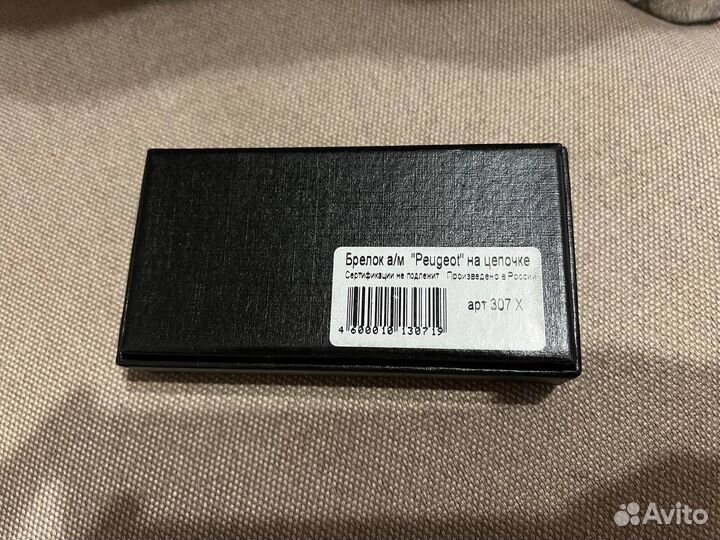 Брелок а/м "Peugeot" на цепочке
Сертификации не подлежит Произведено в России
арт 307 X
4 600010 130719
Avito